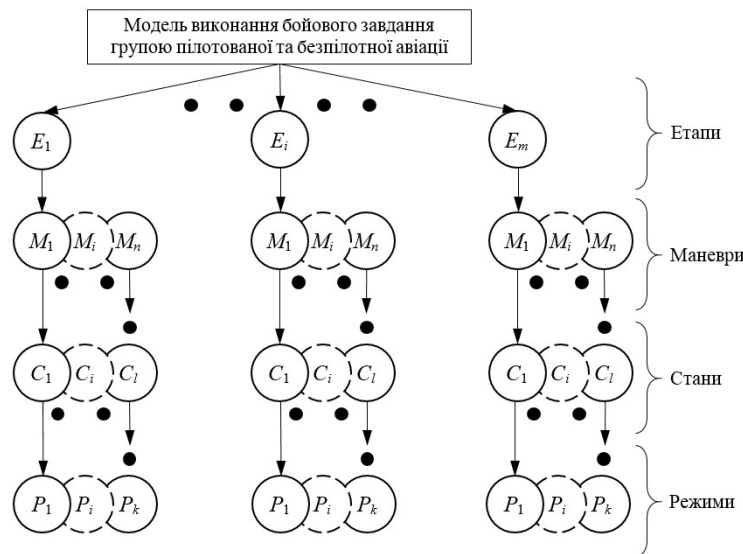 Модель виконання бойового завдання
групою пілотованої та безпілотної авіації
E1 Ei Em Етапи
M1 Mi Mn M1 Mi Mn M1 Mi Mn Маневри
C1 Ci Cl C1 Ci Cl C1 Ci Cl Стани
P1 Pi Pk P1 Pi Pk P1 Pi Pk Режими